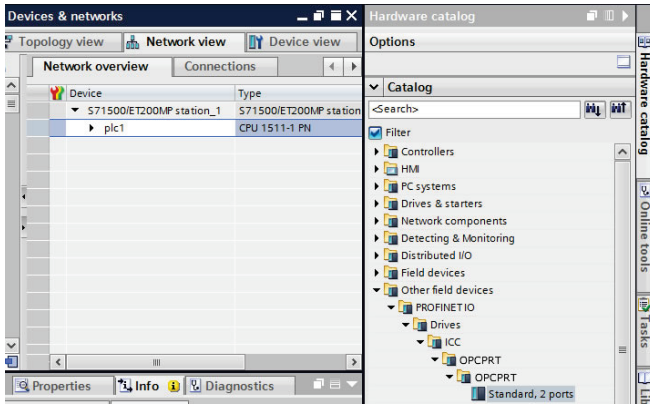 Devices & networks
Topology view
Network view
Device view
Network overview
Connections
Device
Type
S71500/ET200MP station_1
S71500/ET200MP station
plc1
CPU 1511-1 PN
Properties
Info
Diagnostics
Hardware catalog
Options
Catalog
<Search>
Filter
Controllers
HMI
PC systems
Drives & starters
Network components
Detecting & Monitoring
Distributed I/O
Field devices
Other field devices
PROFINET IO
Drives
ICC
OPCPRT
OPCPRT
Standard, 2 ports
Hardware catalog
Online tools
Tasks